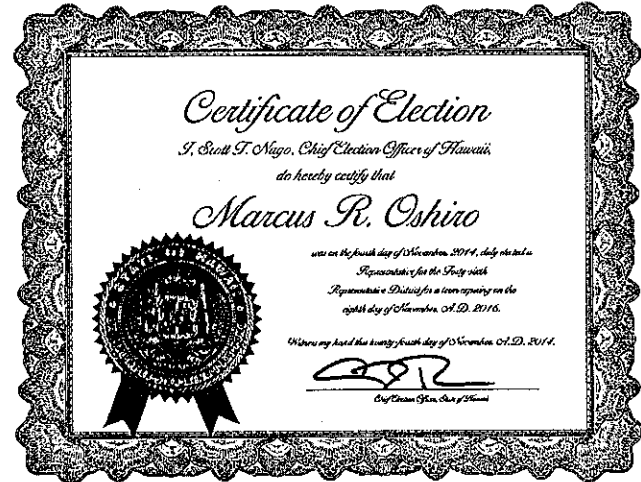 Certificate of Election
I, Scott T. Nago, Chief Election Officer of Hawaii,
do hereby certify that
Marcus R. Oshiro
was on the fourth day of November, 2014, duly elected a
Representative for the Forty-sixth
Representative District for a term expiring on the
eighth day of November, A.D. 2016.
Witness my hand this twenty-fourth day of November, A.D. 2014.
Chief Election Officer, State of Hawaii
STATE OF HAWAII